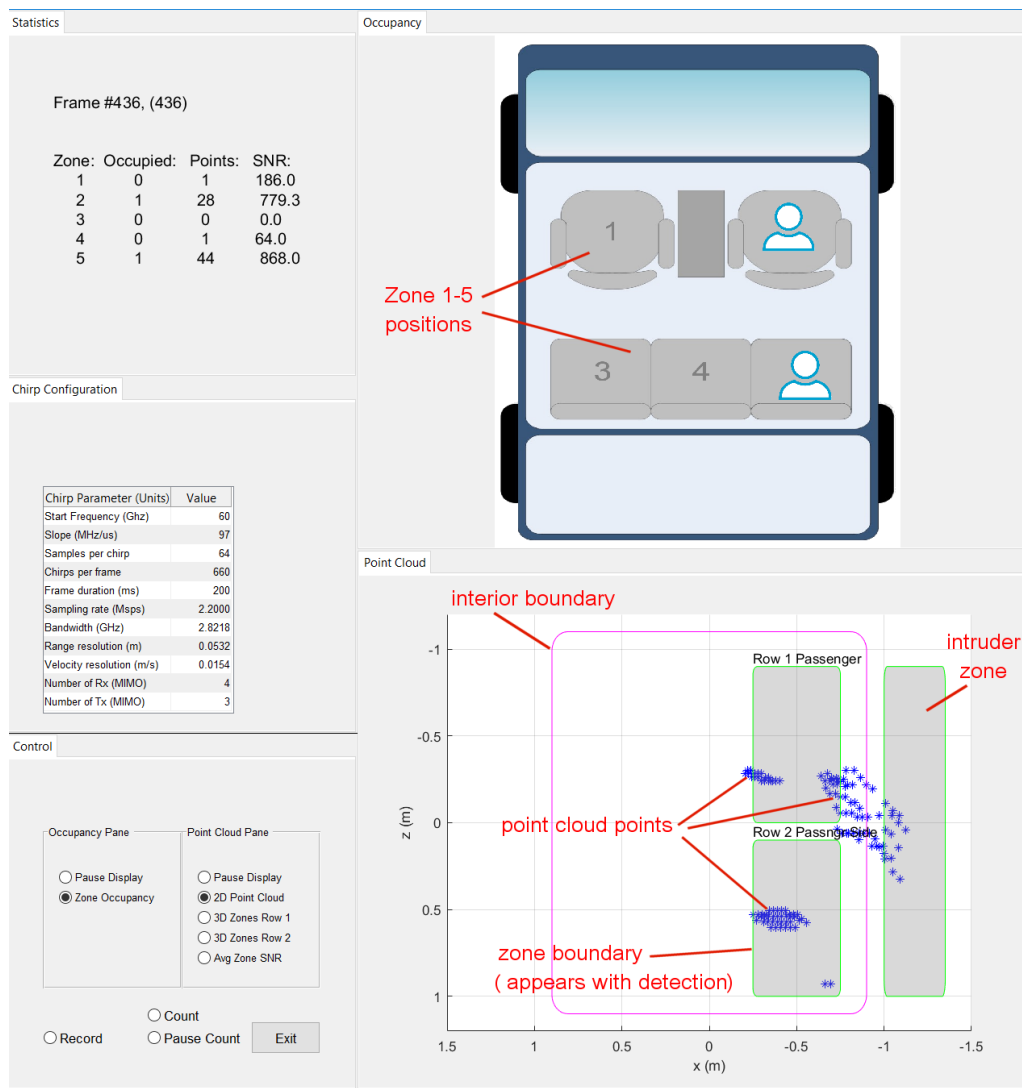 Statistics
Frame #436, (436)
Zone: Occupied: Points: SNR:
1 0 1 186.0
2 1 28 779.3
3 0 0 0.0
4 0 1 64.0
5 1 44 868.0
Chirp Configuration
Chirp Parameter (Units) Value
Start Frequency (Ghz) 60
Slope (MHz/us) 97
Samples per chirp 64
Chirps per frame 660
Frame duration (ms) 200
Sampling rate (Msps) 2.2000
Bandwidth (GHz) 2.8218
Range resolution (m) 0.0532
Velocity resolution (m/s) 0.0154
Number of Rx (MIMO) 4
Number of Tx (MIMO) 3
Control
Occupancy Pane
Pause Display
Zone Occupancy
Point Cloud Pane
Pause Display
2D Point Cloud
3D Zones Row 1
3D Zones Row 2
Avg Zone SNR
Record
Count
Pause Count
Exit
Occupancy
1
3
4
Zone 1-5
positions
Point Cloud
interior boundary
intruder
zone
Row 1 Passenger
point cloud points
Row 2 Passngr Side
zone boundary
( appears with detection)
-1
-0.5
0
0.5
1
z (m)
1.5 1 0.5 0 -0.5 -1 -1.5
x (m)